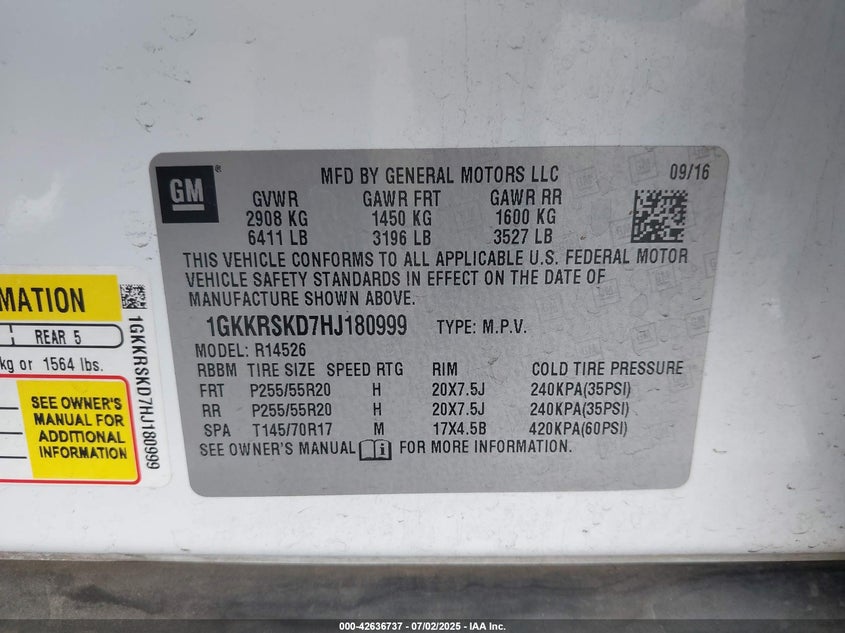 GM®
MFD BY GENERAL MOTORS LLC 09/16
GVWR GAWR FRT GAWR RR
2908 KG 1450 KG 1600 KG
6411 LB 3196 LB 3527 LB
THIS VEHICLE CONFORMS TO ALL APPLICABLE U.S. FEDERAL MOTOR
VEHICLE SAFETY STANDARDS IN EFFECT ON THE DATE OF
MANUFACTURE SHOWN ABOVE.
1GKKRSKD7HJ180999 TYPE: M.P.V.
MODEL: R14526
RBBM TIRE SIZE SPEED RTG RIM COLD TIRE PRESSURE
FRT P255/55R20 H 20X7.5J 240KPA(35PSI)
RR P255/55R20 H 20X7.5J 240KPA(35PSI)
SPA T145/70R17 M 17X4.5B 420KPA(60PSI)
SEE OWNER'S MANUAL FOR MORE INFORMATION.
MATION
REAR 5
kg or 1564 lbs.
SEE OWNER'S
MANUAL FOR
ADDITIONAL
INFORMATION
1GKKRSKD7HJ180999
000-42636737 - 07/02/2025 - IAA Inc.